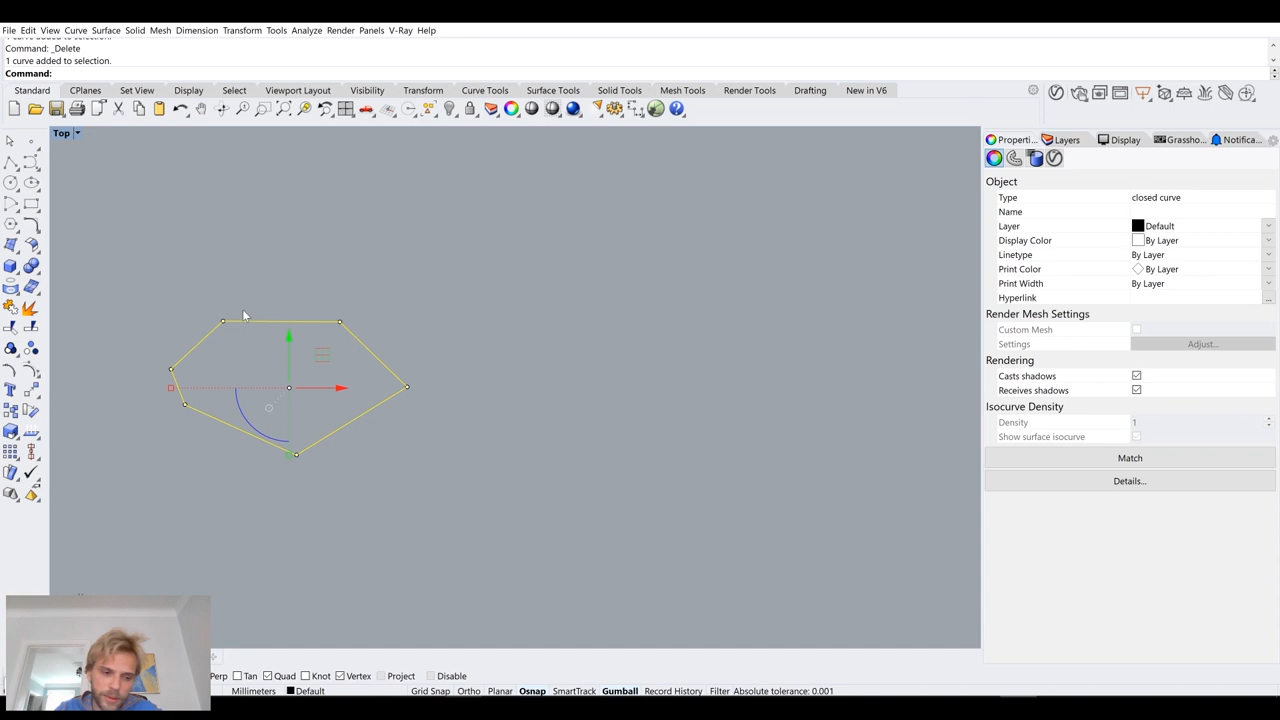 File Edit View Curve Surface Solid Mesh Dimension Transform Tools Analyze Render Panels V-Ray Help
Command: _Delete
1 curve added to selection.
Command:
Standard CPlanes Set View Display Select Viewport Layout Visibility Transform Curve Tools Surface Tools Solid Tools Mesh Tools Render Tools Drafting New in V6
Top
Properti... Layers Display Grassho... Notifica...
Object
Type closed curve
Name
Layer Default
Display Color By Layer
Linetype By Layer
Print Color By Layer
Print Width By Layer
Hyperlink ...
Render Mesh Settings
Custom Mesh
Settings Adjust...
Rendering
Casts shadows
Receives shadows
Isocurve Density
Density 1
Show surface isocurve
Match
Details...
Perp Tan Quad Knot Vertex Project Disable
Millimeters Default Grid Snap Ortho Planar Osnap SmartTrack Gumball Record History Filter Absolute tolerance: 0.001